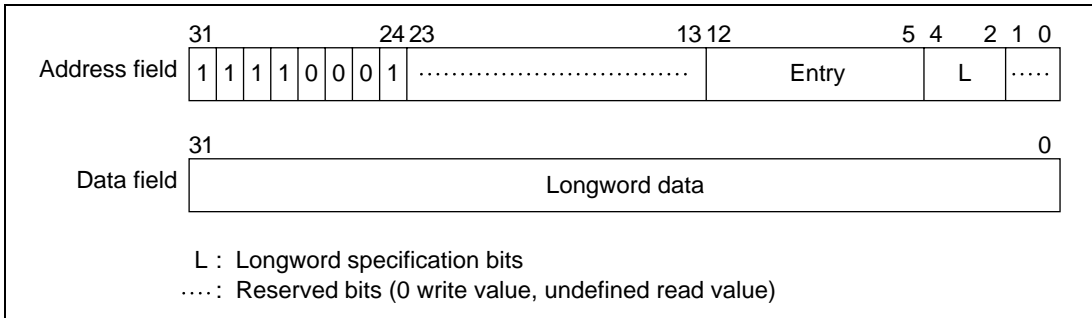 31 24 23 13 12 5 4 2 1 0
Address field 1 1 1 1 0 0 0 1 ································· Entry L ·····
31 0
Data field Longword data
L : Longword specification bits
···· : Reserved bits (0 write value, undefined read value)